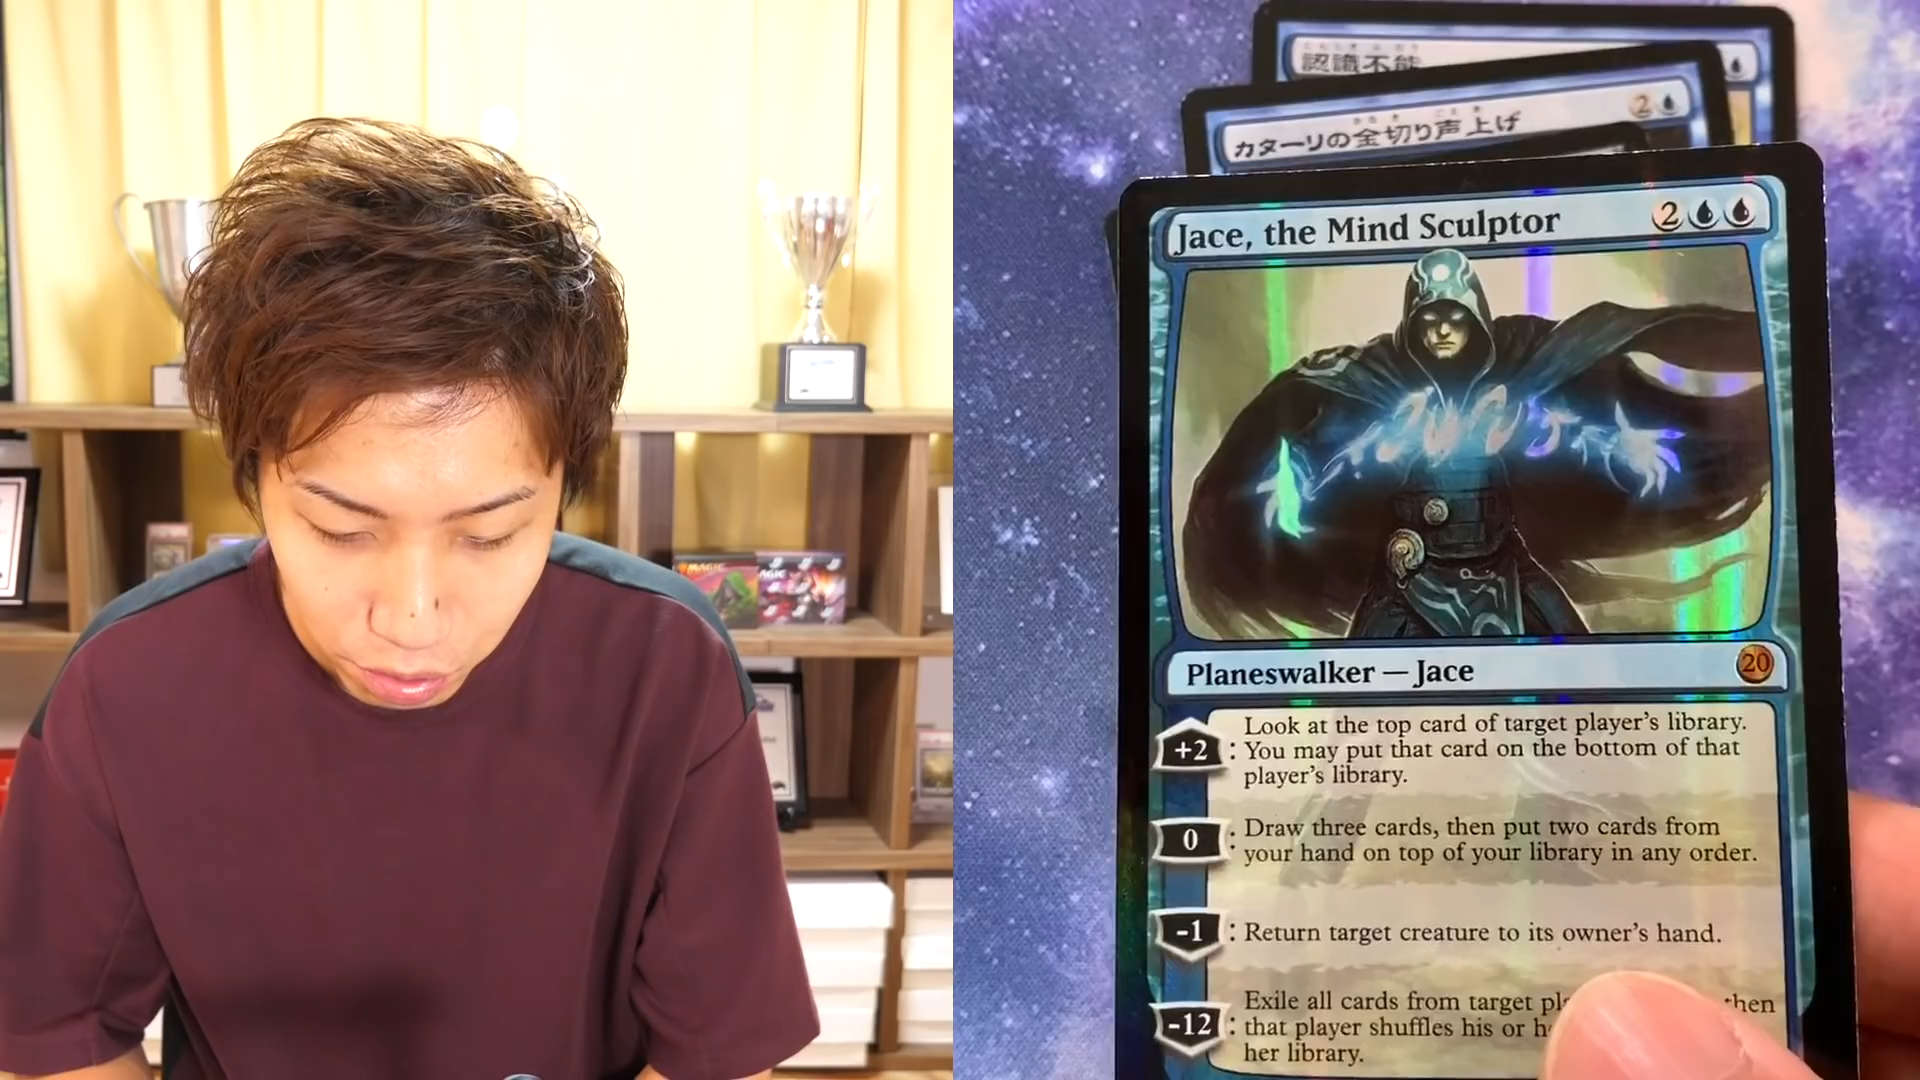 認識不能
カターリの金切り声上げ
2
Jace, the Mind Sculptor
2
Planeswalker — Jace
20
+2: Look at the top card of target player's library.
You may put that card on the bottom of that
player's library.
0: Draw three cards, then put two cards from
your hand on top of your library in any order.
-1: Return target creature to its owner's hand.
-12: Exile all cards from target
that player shuffles his or
her library.
MAGIC